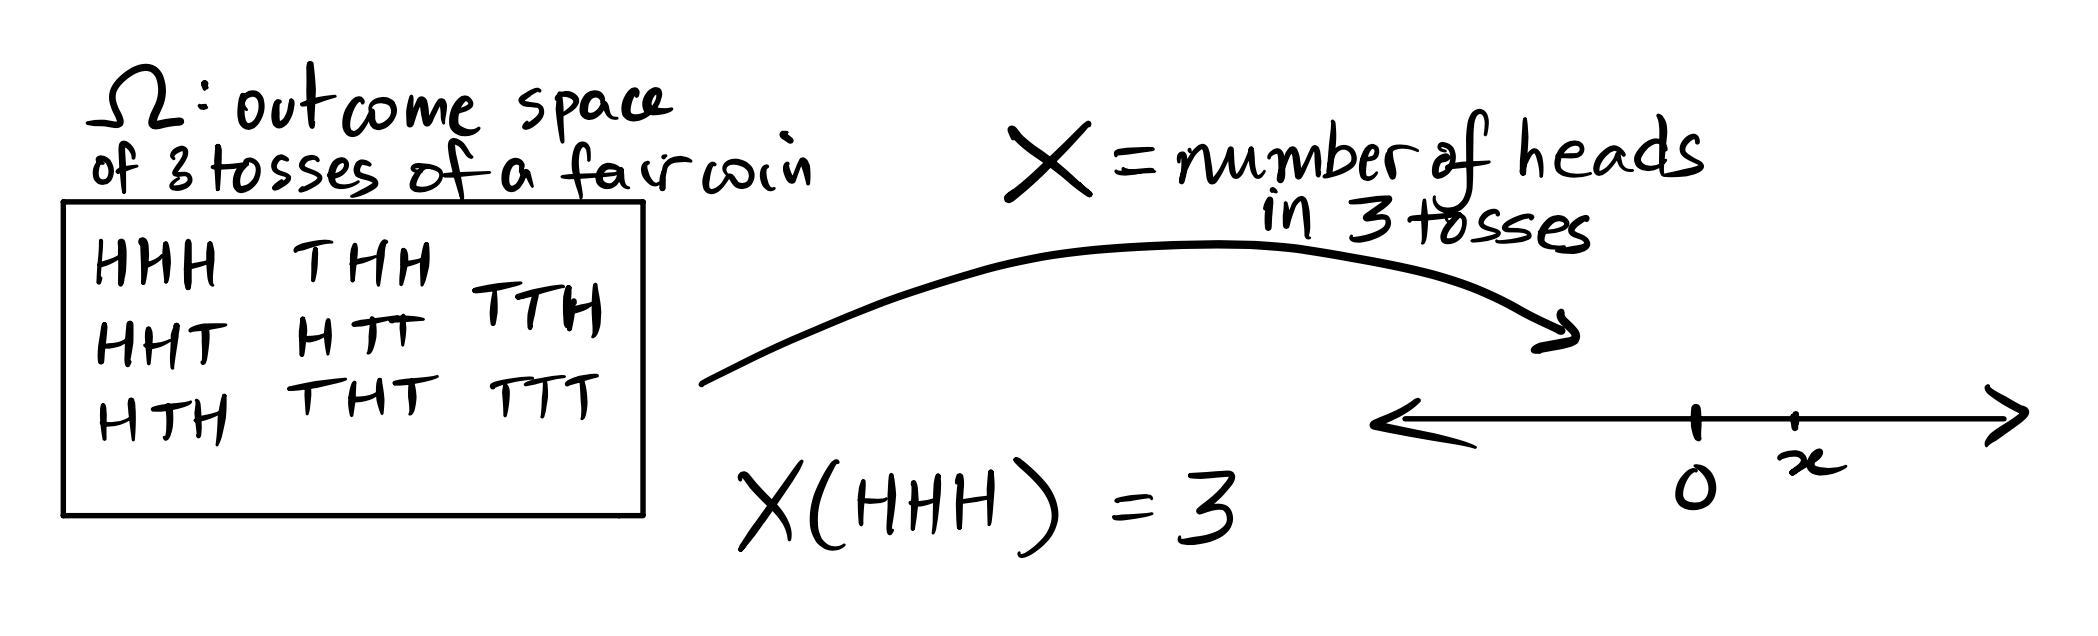 Ω: outcome space
of 3 tosses of a fair coin
X = number of heads
in 3 tosses
HHH THH TTH
HHT HTT
HTH THT TTT
X(HHH) = 3
0 x